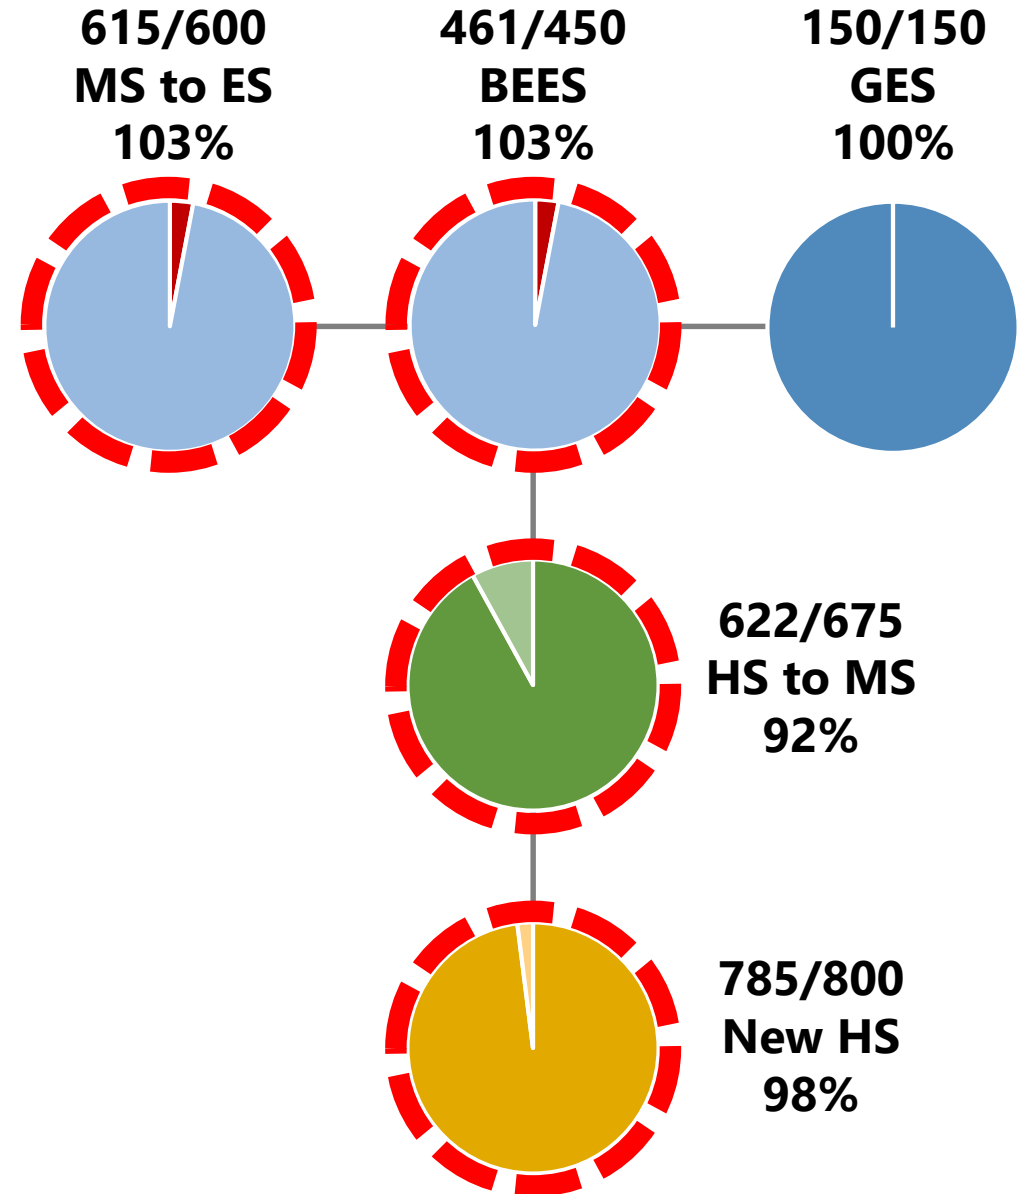 615/600
MS to ES
103%
461/450
BEES
103%
150/150
GES
100%
622/675
HS to MS
92%
785/800
New HS
98%